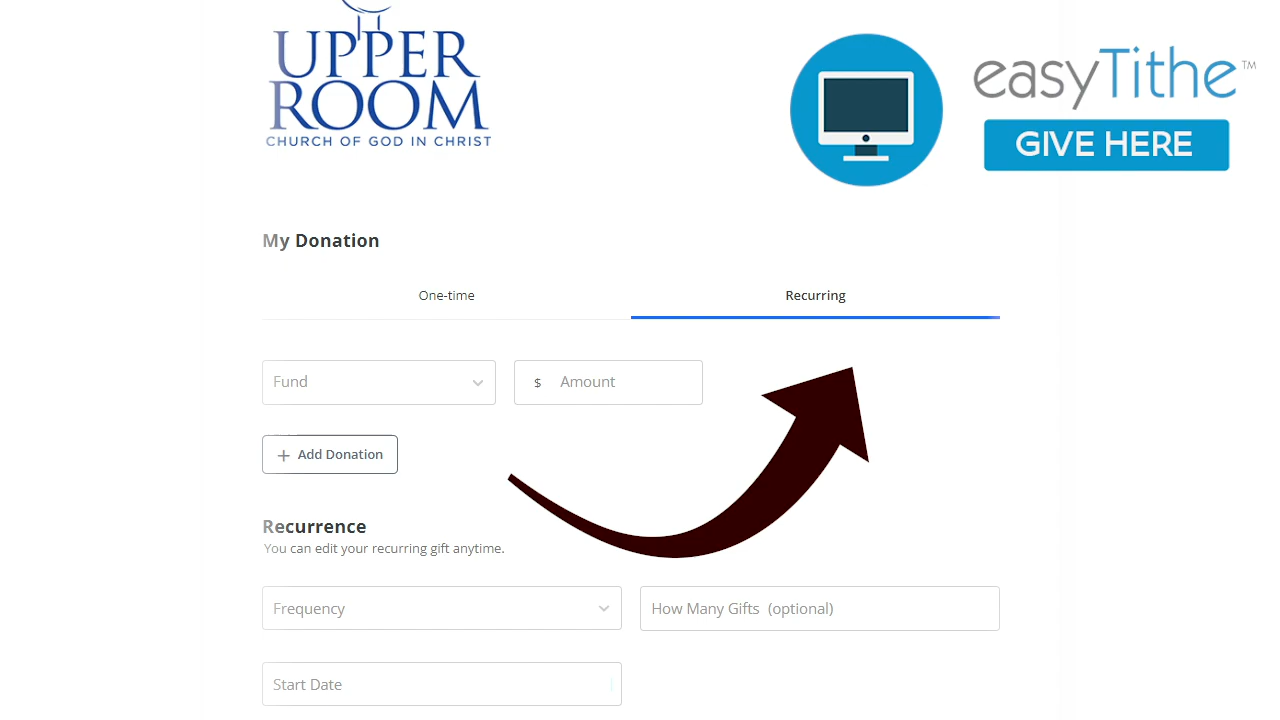 UPPER
ROOM
CHURCH OF GOD IN CHRIST
easyTithe™
GIVE HERE
My Donation
One-time
Recurring
Fund
$ Amount
+ Add Donation
Recurrence
You can edit your recurring gift anytime.
Frequency
How Many Gifts (optional)
Start Date